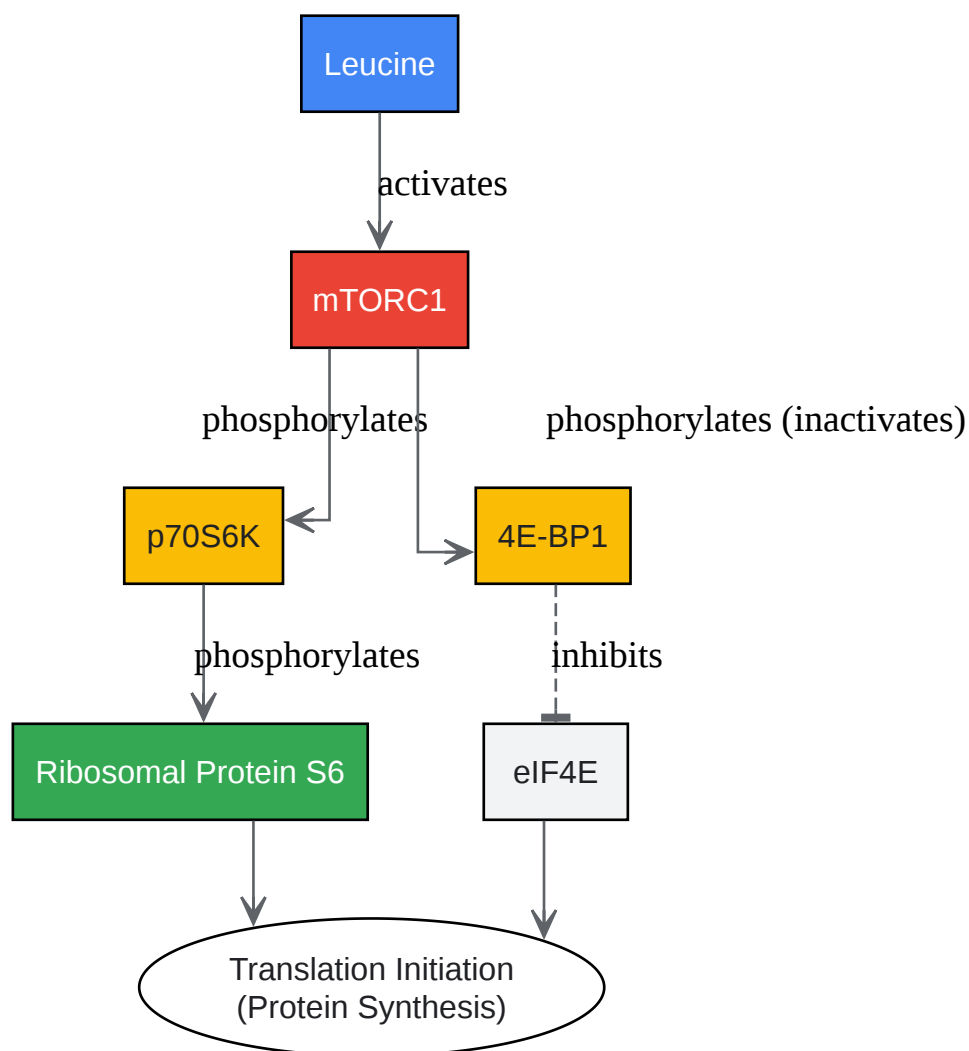 Leucine
activates
mTORC1
phosphorylates
phosphorylates (inactivates)
p70S6K
4E-BP1
phosphorylates
inhibits
Ribosomal Protein S6
eIF4E
Translation Initiation
(Protein Synthesis)